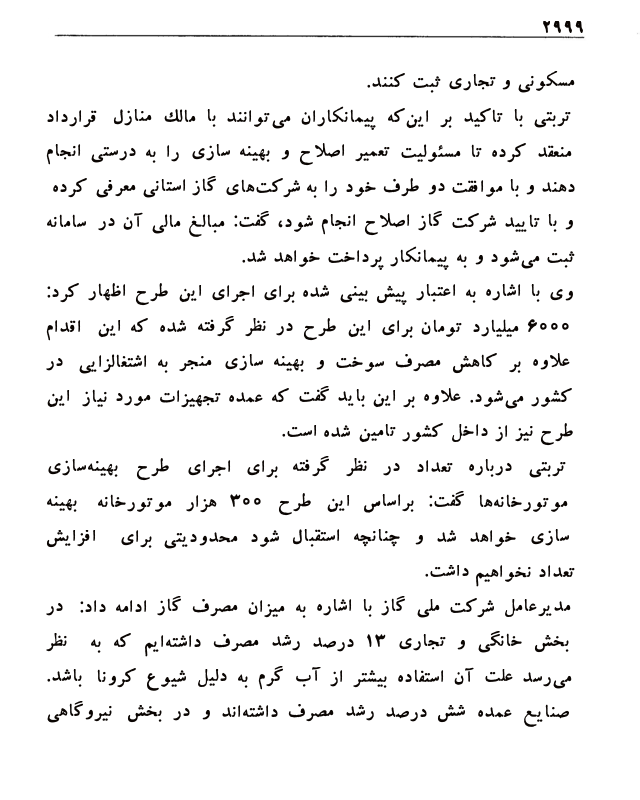 ۲۹۹۹
مسکونی و تجاری ثبت کنند.
تربتی با تاکید بر این‌که پیمانکاران می‌توانند با مالك منازل قرارداد
منعقد کرده تا مسئولیت تعمیر اصلاح و بهینه سازی را به درستی انجام
دهند و با موافقت دو طرف خود را به شرکت‌های گاز استانی معرفی کرده
و با تایید شرکت گاز اصلاح انجام شود، گفت: مبالغ مالی آن در سامانه
ثبت می‌شود و به پیمانکار پرداخت خواهد شد.
وی با اشاره به اعتبار پیش بینی شده برای اجرای این طرح اظهار کرد:
۶۰۰۰ میلیارد تومان برای این طرح در نظر گرفته شده که این اقدام
علاوه بر کاهش مصرف سوخت و بهینه سازی منجر به اشتغالزایی در
کشور می‌شود. علاوه بر این باید گفت که عمده تجهیزات مورد نیاز این
طرح نیز از داخل کشور تامین شده است.
تربتی درباره تعداد در نظر گرفته برای اجرای طرح بهینه‌سازی
موتورخانه‌ها گفت: براساس این طرح ۳۰۰ هزار موتورخانه بهینه
سازی خواهد شد و چنانچه استقبال شود محدودیتی برای افزایش
تعداد نخواهیم داشت.
مدیرعامل شرکت ملی گاز با اشاره به میزان مصرف گاز ادامه داد: در
بخش خانگی و تجاری ۱۳ درصد رشد مصرف داشته‌ایم که به نظر
می‌رسد علت آن استفاده بیشتر از آب گرم به دلیل شیوع کرونا باشد.
صنایع عمده شش درصد رشد مصرف داشته‌اند و در بخش نیروگاهی